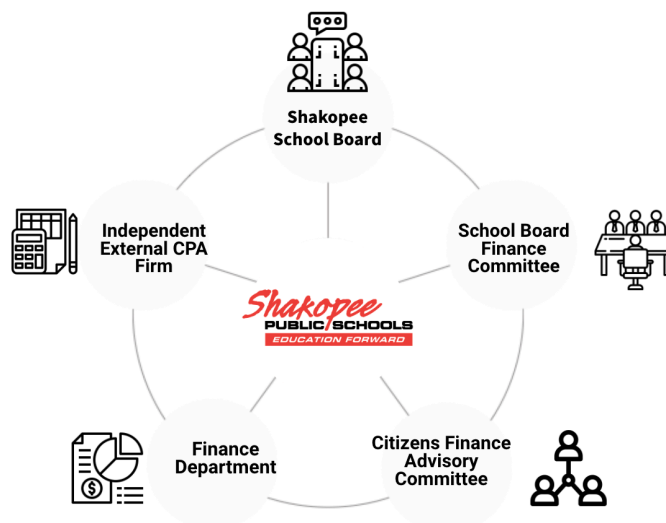 Shakopee
School Board
Independent
External CPA
Firm
School Board
Finance
Committee
Shakopee
PUBLIC SCHOOLS
EDUCATION FORWARD
Finance
Department
Citizens Finance
Advisory
Committee
$